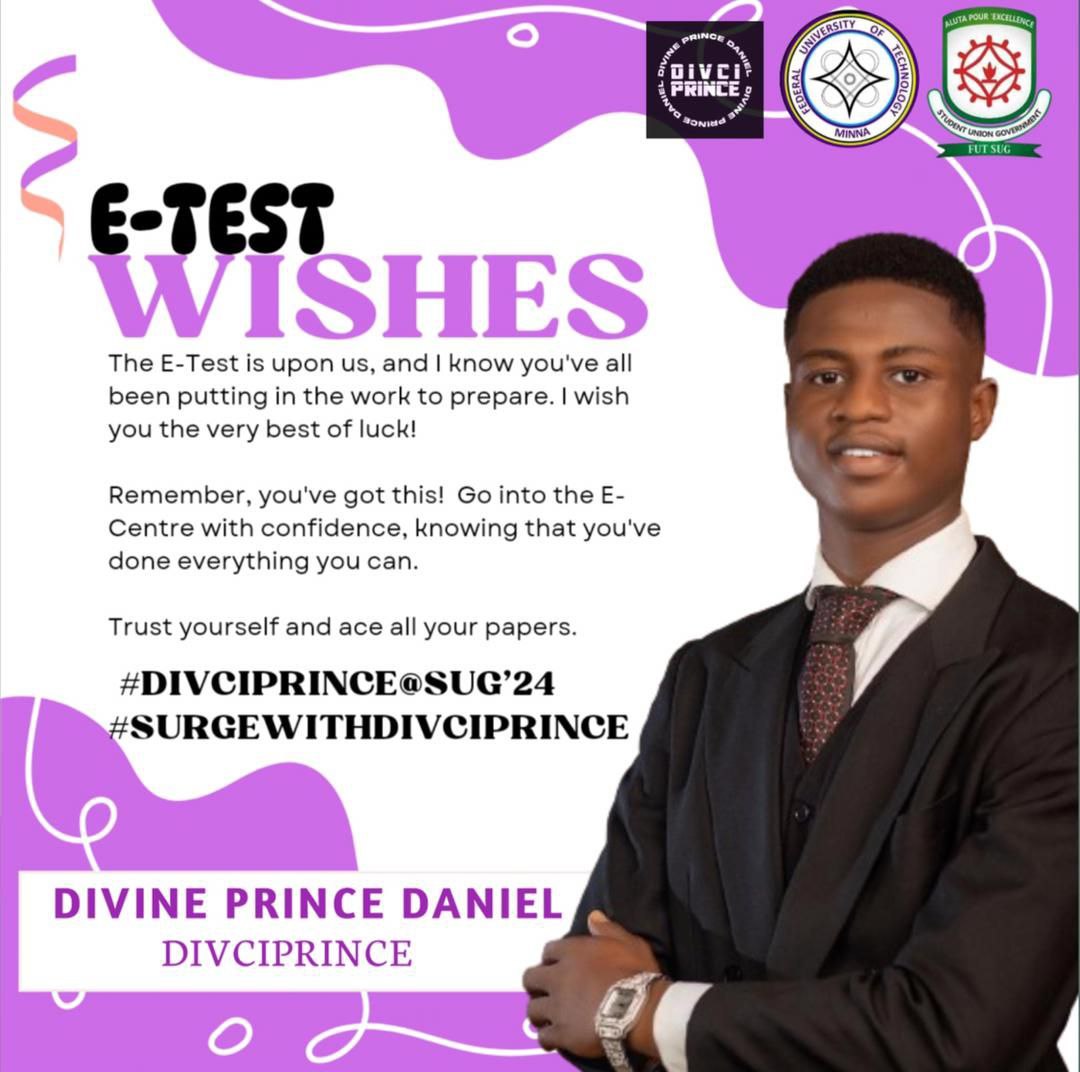 DIVINE PRINCE DANIEL DIVINE PRINCE DANIEL
DIVCI
PRINCE
FEDERAL UNIVERSITY OF TECHNOLOGY
MINNA
ALUTA POUR 'EXCELLENCE
STUDENT UNION GOVERNMENT
FUT SUG
E-TEST
WISHES
The E-Test is upon us, and I know you've all
been putting in the work to prepare. I wish
you the very best of luck!
Remember, you've got this! Go into the E-
Centre with confidence, knowing that you've
done everything you can.
Trust yourself and ace all your papers.
#DIVCIPRINCE@SUG'24
#SURGEWITHDIVCIPRINCE
DIVINE PRINCE DANIEL
DIVCIPRINCE